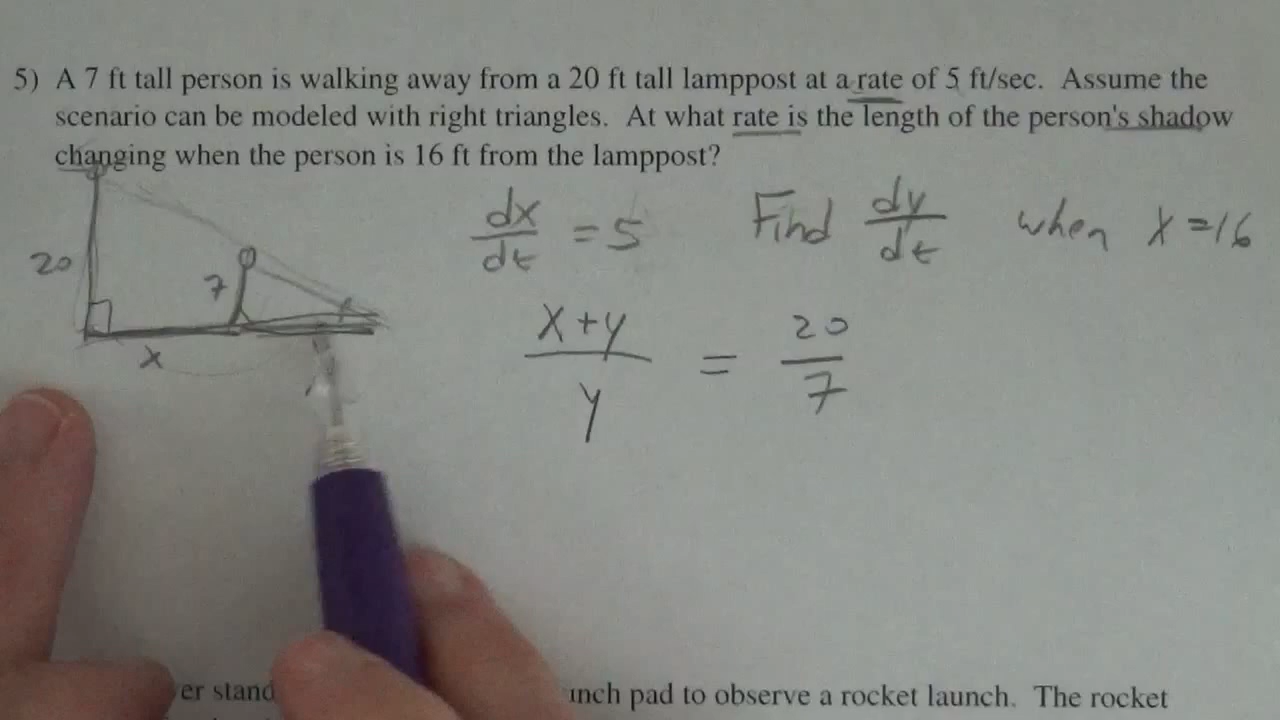 5) A 7 ft tall person is walking away from a 20 ft tall lamppost at a rate of 5 ft/sec. Assume the
scenario can be modeled with right triangles. At what rate is the length of the person's shadow
changing when the person is 16 ft from the lamppost?
dx/dt = 5 Find dy/dt when x=16
20
7
x
x+y/y = 20/7
er stand unch pad to observe a rocket launch. The rocket